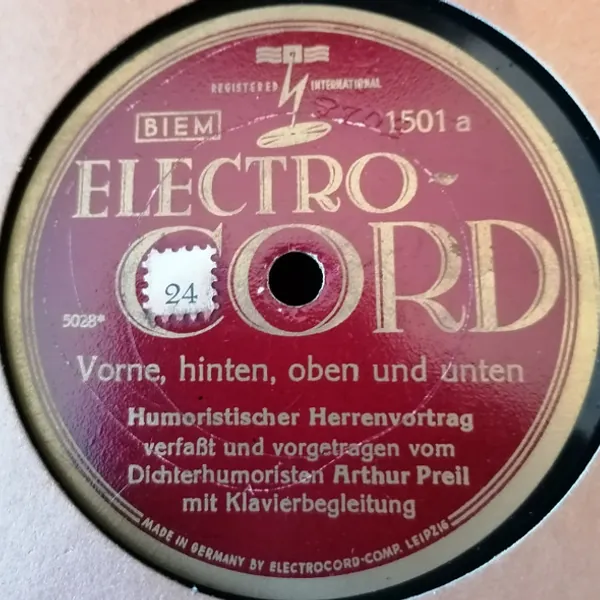 REGISTERED INTERNATIONAL
BIEM
1501 a
ELECTRO-
CORD
24
5028*
Vorne, hinten, oben und unten
Humoristischer Herrenvortrag
verfaßt und vorgetragen vom
Dichterhumoristen Arthur Preil
mit Klavierbegleitung
MADE IN GERMANY BY ELECTROCORD-COMP. LEIPZIG